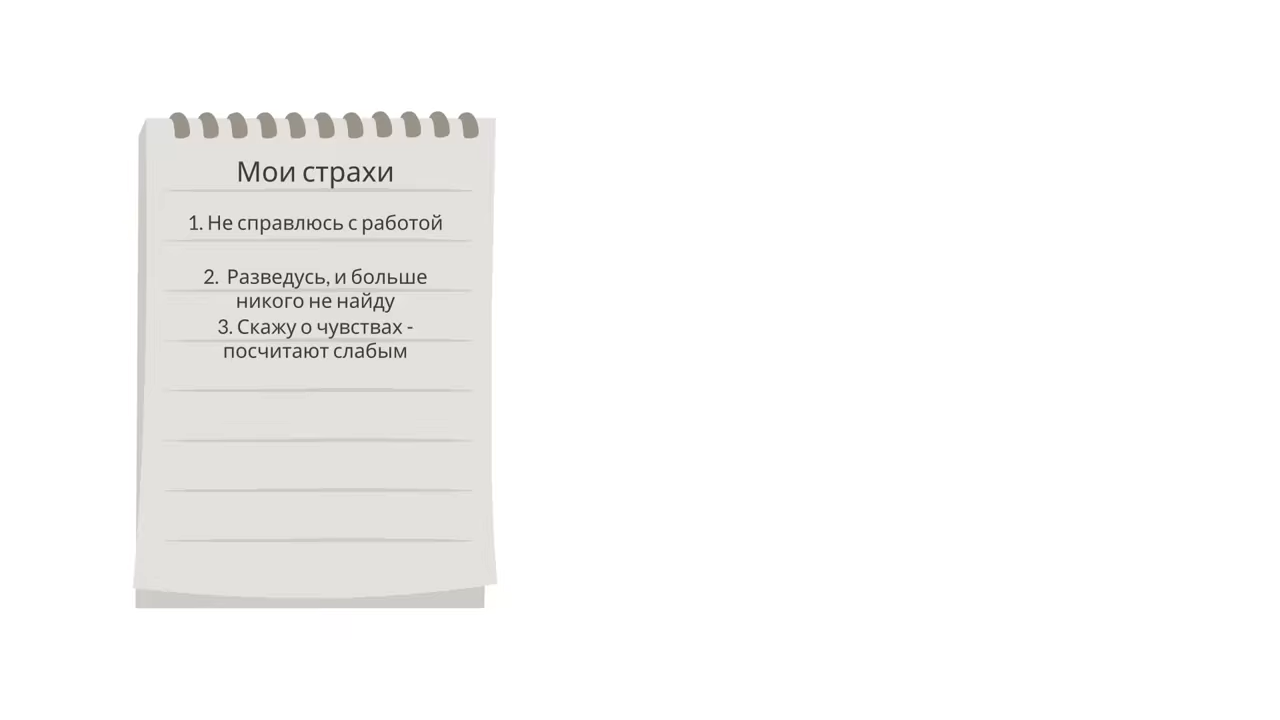 Мои страхи
1. Не справлюсь с работой
2. Разведусь, и больше
никого не найду
3. Скажу о чувствах -
посчитают слабым